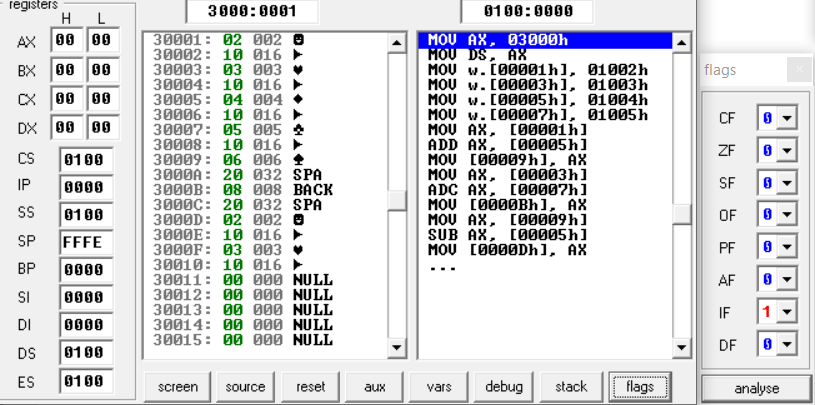 registers
H L
AX 00 00
BX 00 00
CX 00 00
DX 00 00
CS 0100
IP 0000
SS 0100
SP FFFE
BP 0000
SI 0000
DI 0000
DS 0100
ES 0100
3000:0001
30001: 02 002 ☻
30002: 10 016 ►
30003: 03 003 ♥
30004: 10 016 ►
30005: 04 004 ♦
30006: 10 016 ►
30007: 05 005 ♣
30008: 10 016 ►
30009: 06 006 ♠
3000A: 20 032 SPA
3000B: 08 008 BACK
3000C: 20 032 SPA
3000D: 02 002 ☻
3000E: 10 016 ►
3000F: 03 003 ♥
30010: 10 016 ►
30011: 00 000 NULL
30012: 00 000 NULL
30013: 00 000 NULL
30014: 00 000 NULL
30015: 00 000 NULL
0100:0000
MOV AX, 03000h
MOV DS, AX
MOV w.[00001h], 01002h
MOV w.[00003h], 01003h
MOV w.[00005h], 01004h
MOV w.[00007h], 01005h
MOV AX, [00001h]
ADD AX, [00005h]
MOV [00009h], AX
MOV AX, [00003h]
ADC AX, [00007h]
MOV [0000Bh], AX
MOV AX, [00009h]
SUB AX, [00005h]
MOV [0000Dh], AX
...
screen source reset aux vars debug stack flags
flags
CF 0
ZF 0
SF 0
OF 0
PF 0
AF 0
IF 1
DF 0
analyse